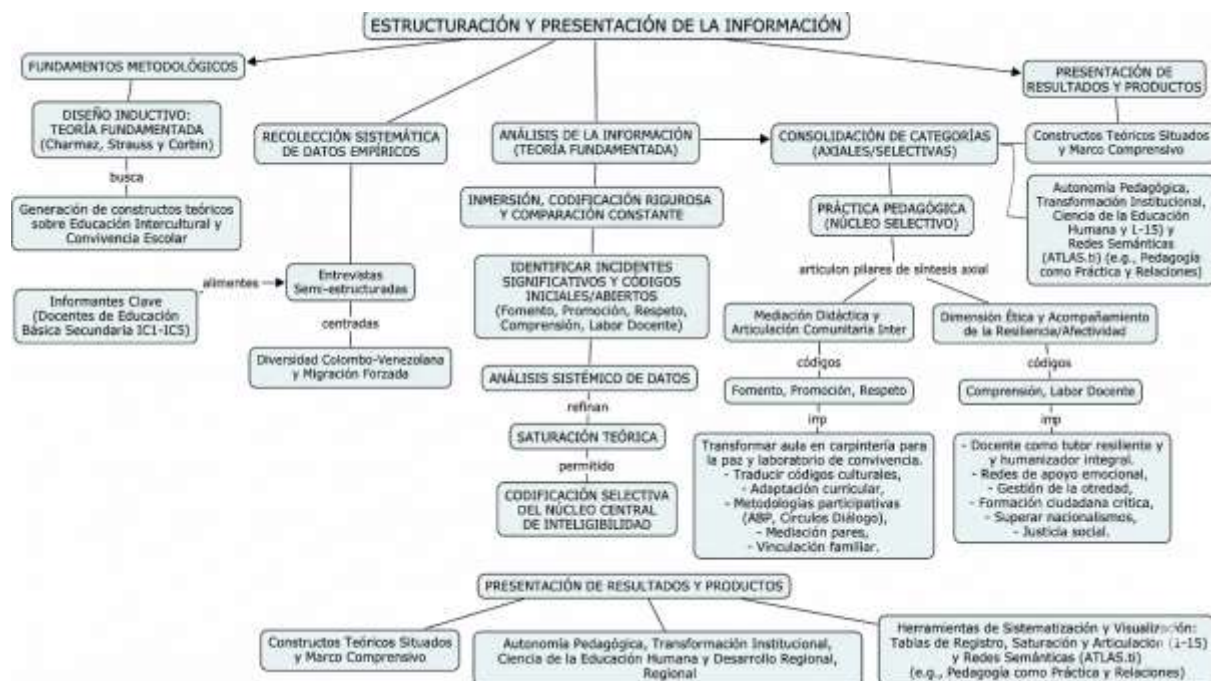 ESTRUCTURACIÓN Y PRESENTACIÓN DE LA INFORMACIÓN
FUNDAMENTOS METODOLÓGICOS
DISEÑO INDUCTIVO:
TEORÍA FUNDAMENTADA
(Charmaz, Strauss y Corbin)
busca
Generación de constructos teóricos
sobre Educación Intercultural y
Convivencia Escolar
Informantes Clave
(Docentes de Educación
Básica Secundaria IC1-IC5)
alimentes
RECOLECCIÓN SISTEMÁTICA
DE DATOS EMPÍRICOS
Entrevistas
Semi-estructuradas
centradas
Diversidad Colombo-Venezolana
y Migración Forzada
ANÁLISIS DE LA INFORMACIÓN
(TEORÍA FUNDAMENTADA)
INMERSIÓN, CODIFICACIÓN RIGUROSA
Y COMPARACIÓN CONSTANTE
IDENTIFICAR INCIDENTES
SIGNIFICATIVOS Y CÓDIGOS
INICIALES/ABIERTOS
(Fomento, Promoción, Respeto,
Comprensión, Labor Docente)
ANÁLISIS SISTÉMICO DE DATOS
refinan
SATURACIÓN TEÓRICA
permitido
CODIFICACIÓN SELECTIVA
DEL NÚCLEO CENTRAL
DE INTELIGIBILIDAD
CONSOLIDACIÓN DE CATEGORÍAS
(AXIALES/SELECTIVAS)
PRÁCTICA PEDAGÓGICA
(NÚCLEO SELECTIVO)
articulon pilares de síntesis axial
Mediación Didáctica y
Articulación Comunitaria Inter
códigos
Fomento, Promoción, Respeto
imp
Transformar aula en carpintería para
la paz y laboratorio de convivencia.
- Traducir códigos culturales,
- Adaptación curricular,
- Metodologías participativas
(ABP, Círculos Diálogo),
- Mediación pares,
- Vinculación familiar.
Dimensión Ética y Acompañamiento
de la Resiliencia/Afectividad
códigos
Comprensión, Labor Docente
imp
- Docente como tutor resiliente y
y humanizador integral.
- Redes de apoyo emocional,
- Gestión de la otredad,
- Formación ciudadana crítica,
- Superar nacionalismos,
- Justicia social.
PRESENTACIÓN DE
RESULTADOS Y PRODUCTOS
Constructos Teóricos Situados
y Marco Comprensivo
Autonomía Pedagógica,
Transformación Institucional,
Ciencia de la Educación
Humana y 1-15) y
Redes Semánticas
(ATLAS.ti) (e.g., Pedagogía
como Práctica y Relaciones)
PRESENTACIÓN DE RESULTADOS Y PRODUCTOS
Constructos Teóricos Situados
y Marco Comprensivo
Autonomía Pedagógica, Transformación Institucional,
Ciencia de la Educación Humana y Desarrollo Regional,
Regional
Herramientas de Sistematización y Visualización:
Tablas de Registro, Saturación y Articulación (1-15)
y Redes Semánticas (ATLAS.ti)
(e.g., Pedagogía como Práctica y Relaciones)